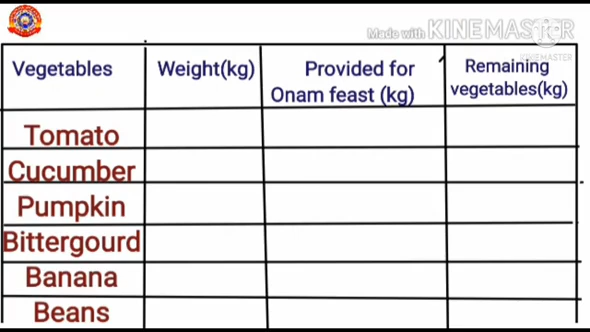 Made with KINEMASTER
KINEMASTER
Vegetables Weight(kg) Provided for Remaining
Onam feast (kg) vegetables(kg)
Tomato
Cucumber
Pumpkin
Bittergourd
Banana
Beans